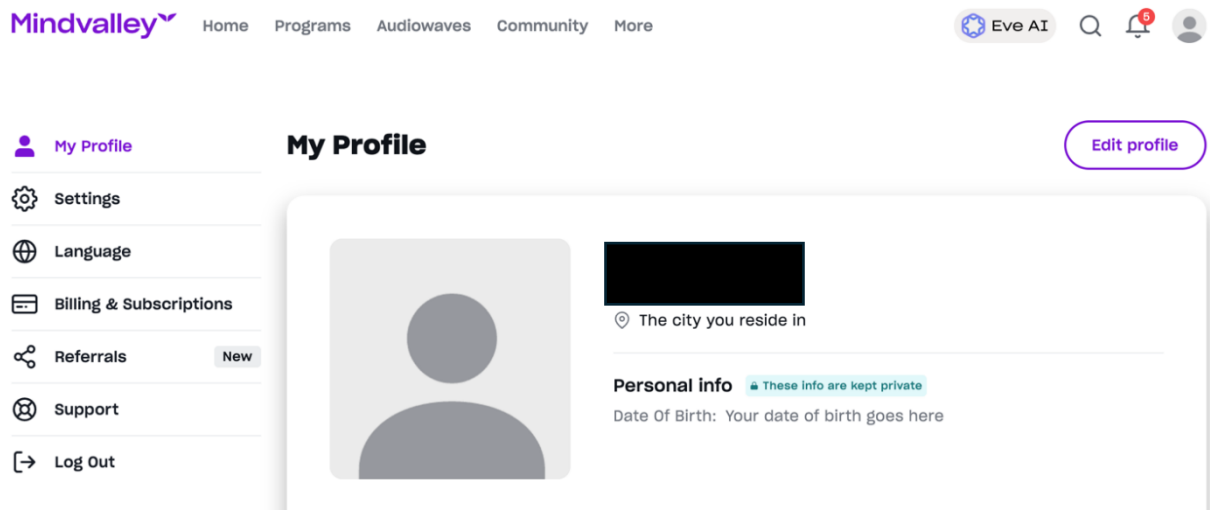 Mindvalley Home Programs Audiowaves Community More Eve AI 5
My Profile
Settings
Language
Billing & Subscriptions
Referrals New
Support
Log Out
My Profile
Edit profile
The city you reside in
Personal info These info are kept private
Date Of Birth: Your date of birth goes here